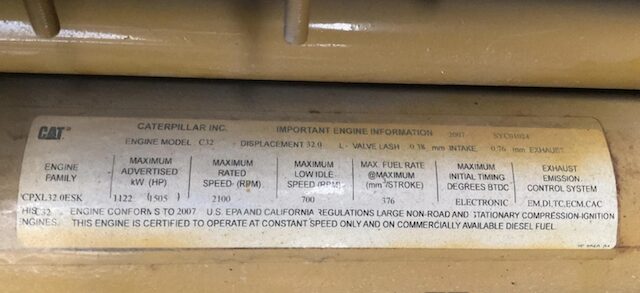 CAT CATERPILLAR INC. IMPORTANT ENGINE INFORMATION 2007
ENGINE MODEL C32 DISPLACEMENT 32.0 L VALVE LASH 0.38 mm INTAKE 0.76 mm EXHAUST
ENGINE FAMILY MAXIMUM ADVERTISED kW (HP) MAXIMUM RATED SPEED (RPM) MAXIMUM LOW IDLE SPEED (RPM) MAX. FUEL RATE @MAXIMUM (mm³/STROKE) MAXIMUM INITIAL TIMING DEGREES BTDC EXHAUST EMISSION CONTROL SYSTEM
CPXL32.0ESK 1122 (1505) 2100 700 376 ELECTRONIC EM,DI,TC,ECM,CAC
HIS 32 ENGINE CONFORMS TO 2007 U.S. EPA AND CALIFORNIA REGULATIONS LARGE NON-ROAD AND STATIONARY COMPRESSION-IGNITION
ENGINES. THIS ENGINE IS CERTIFIED TO OPERATE AT CONSTANT SPEED ONLY AND ON COMMERCIALLY AVAILABLE DIESEL FUEL.